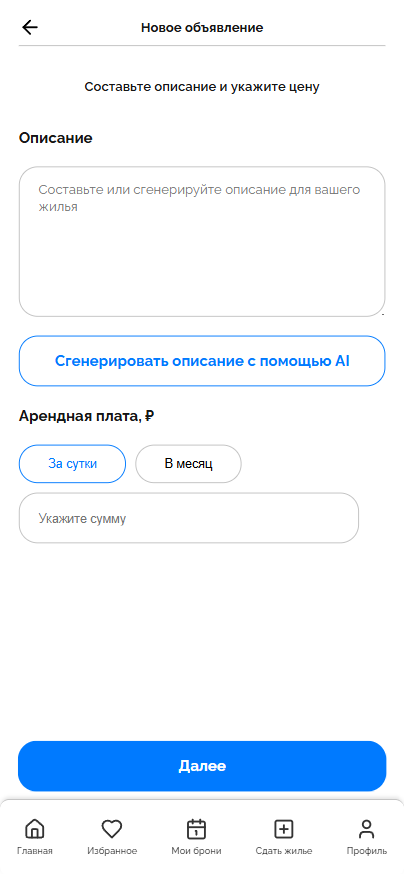 Новое объявление
Составьте описание и укажите цену
Описание
Составьте или сгенерируйте описание для вашего
жилья
Сгенерировать описание с помощью AI
Арендная плата, ₽
За сутки
В месяц
Укажите сумму
Далее
1
Главная
Избранное
Мои брони
Сдать жилье
Профиль